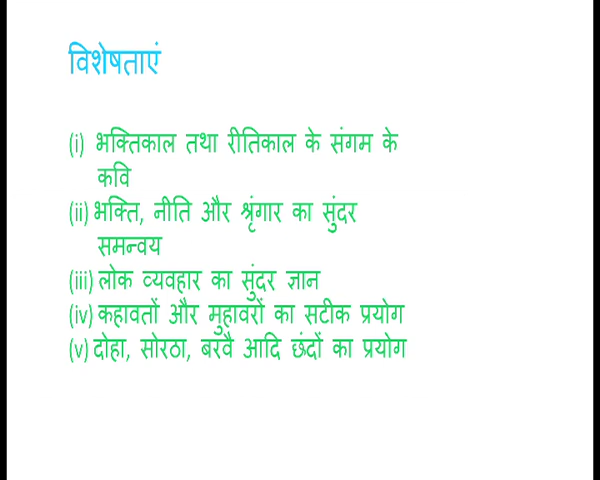 विशेषताएं
(i) भक्तिकाल तथा रीतिकाल के संगम के
कवि
(ii) भक्ति, नीति और श्रृंगार का सुंदर
समन्वय
(iii) लोक व्यवहार का सुंदर ज्ञान
(iv) कहावतों और मुहावरों का सटीक प्रयोग
(v) दोहा, सोरठा, बरवै आदि छंदों का प्रयोग